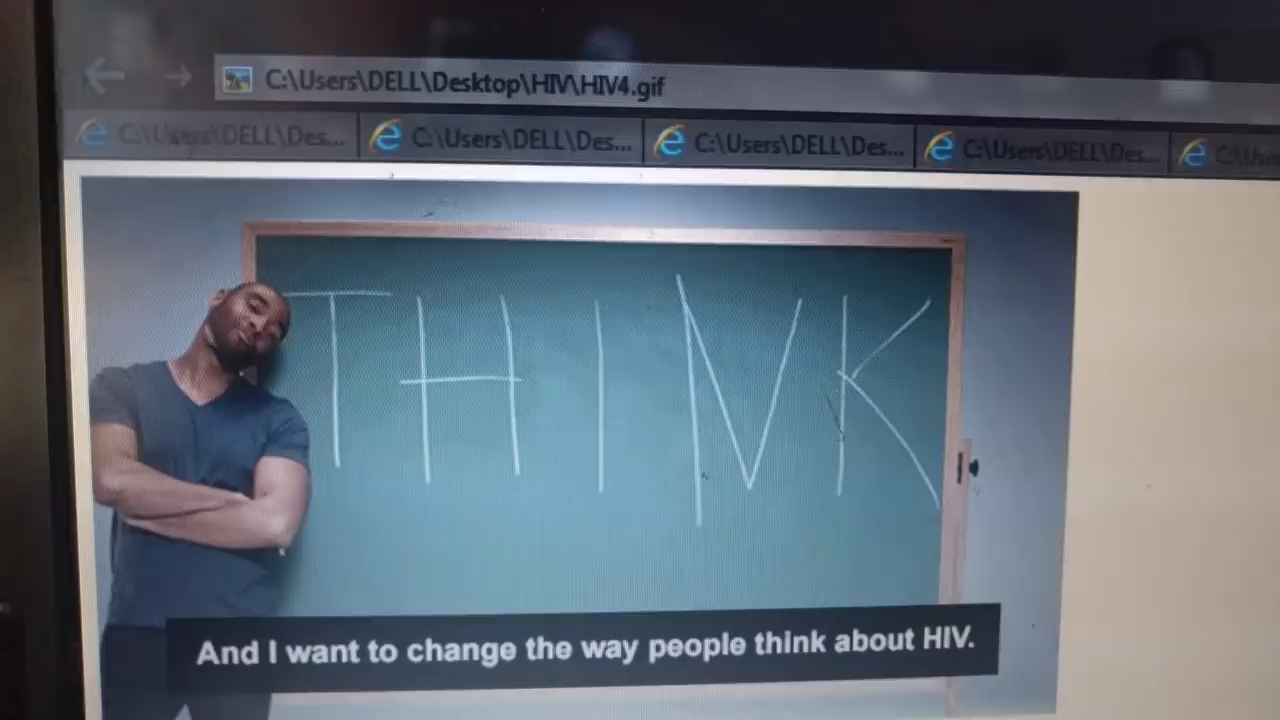 C:\Users\DELL\Desktop\HIV\HIV4.gif
C:\Users\DELL\Des... C:\Users\DELL\Des... C:\Users\DELL\Des... C:\Users\DELL\Des... C:\Use
THINK
And I want to change the way people think about HIV.